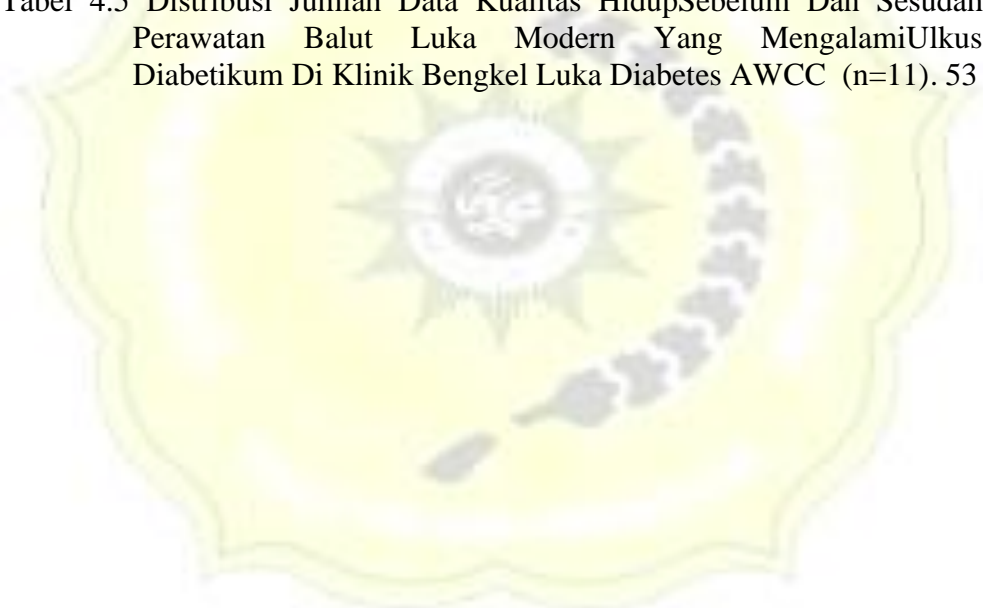 Tabel 4.5 Distribusi Jumlah Data Kualitas HidupSebelum Dan Sesudah
Perawatan Balut Luka Modern Yang MengalamiUlkus
Diabetikum Di Klinik Bengkel Luka Diabetes AWCC (n=11). 53